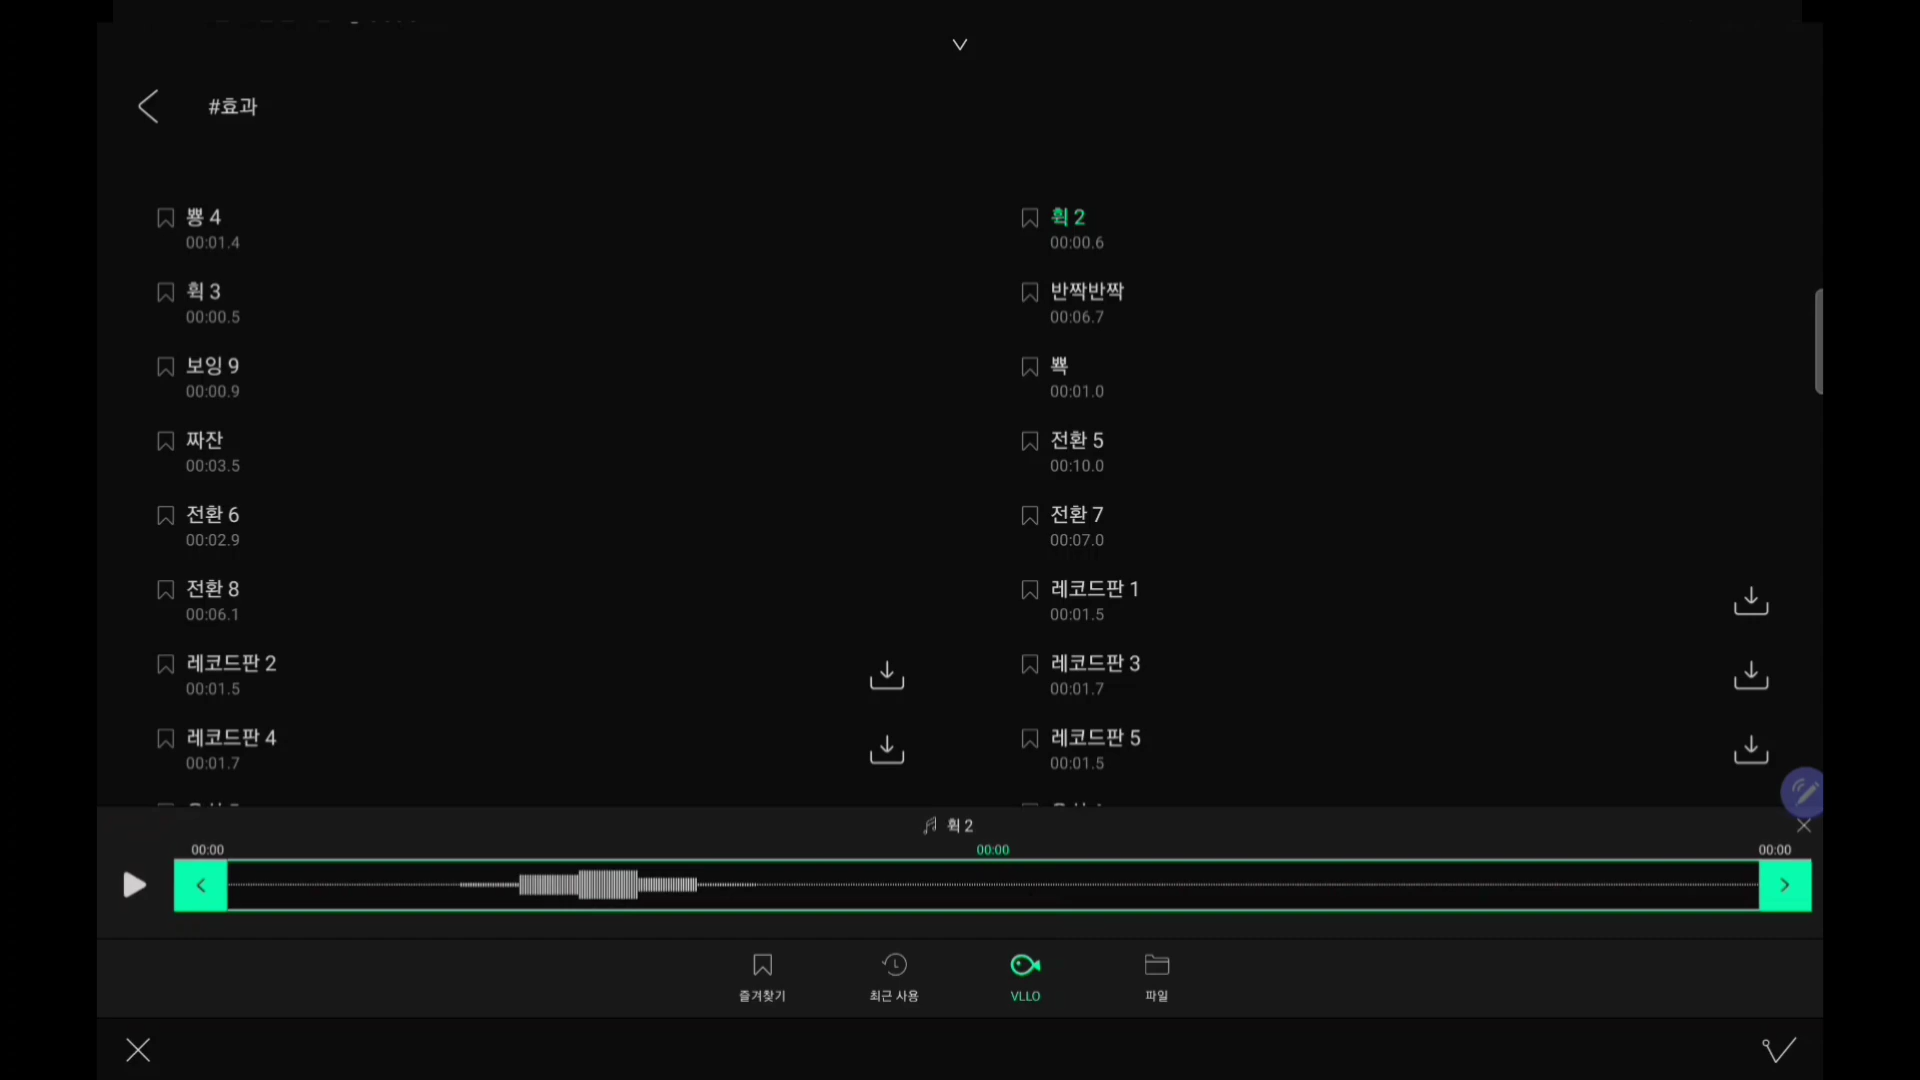 #효과
뿅 4
00:01.4
휙 2
00:00.6
휙 3
00:00.5
반짝반짝
00:06.7
보잉 9
00:00.9
뾱
00:01.0
짜잔
00:03.5
전환 5
00:10.0
전환 6
00:02.9
전환 7
00:07.0
전환 8
00:06.1
레코드판 1
00:01.5
레코드판 2
00:01.5
레코드판 3
00:01.7
레코드판 4
00:01.7
레코드판 5
00:01.5
휙 2
00:00
00:00
00:00
즐겨찾기
최근 사용
VLLO
파일